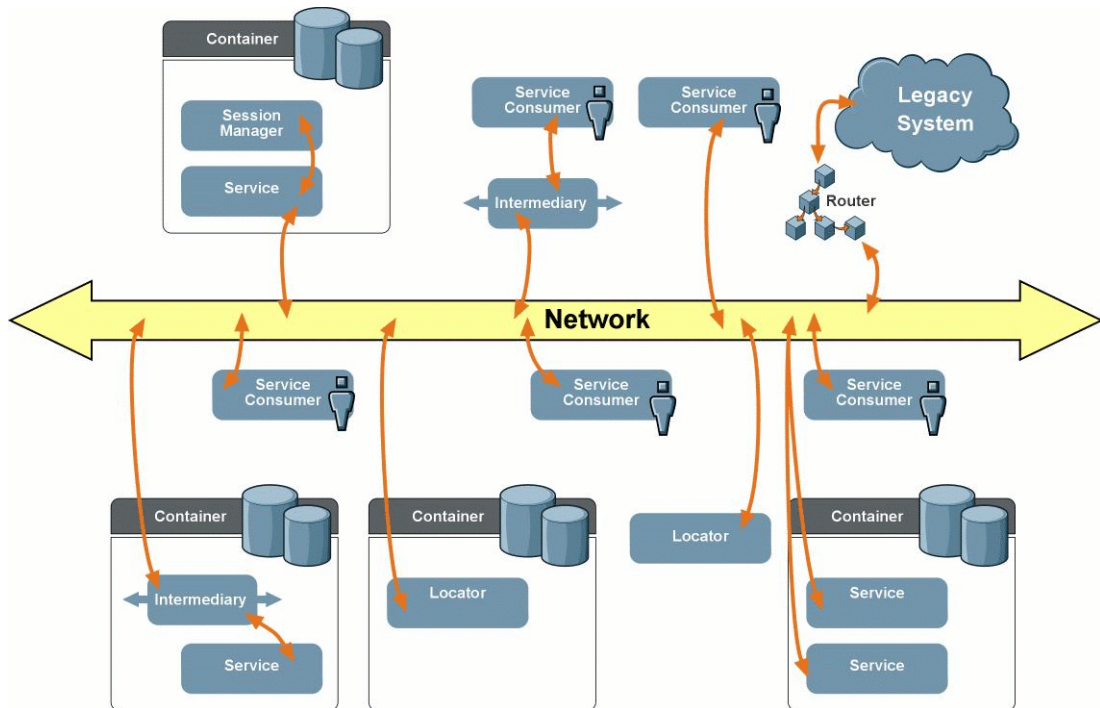 Container
Session
Manager
Service
Service
Consumer
Intermediary
Service
Consumer
Legacy
System
Router
Network
Service
Consumer
Service
Consumer
Service
Consumer
Container
Intermediary
Service
Container
Locator
Locator
Container
Service
Service